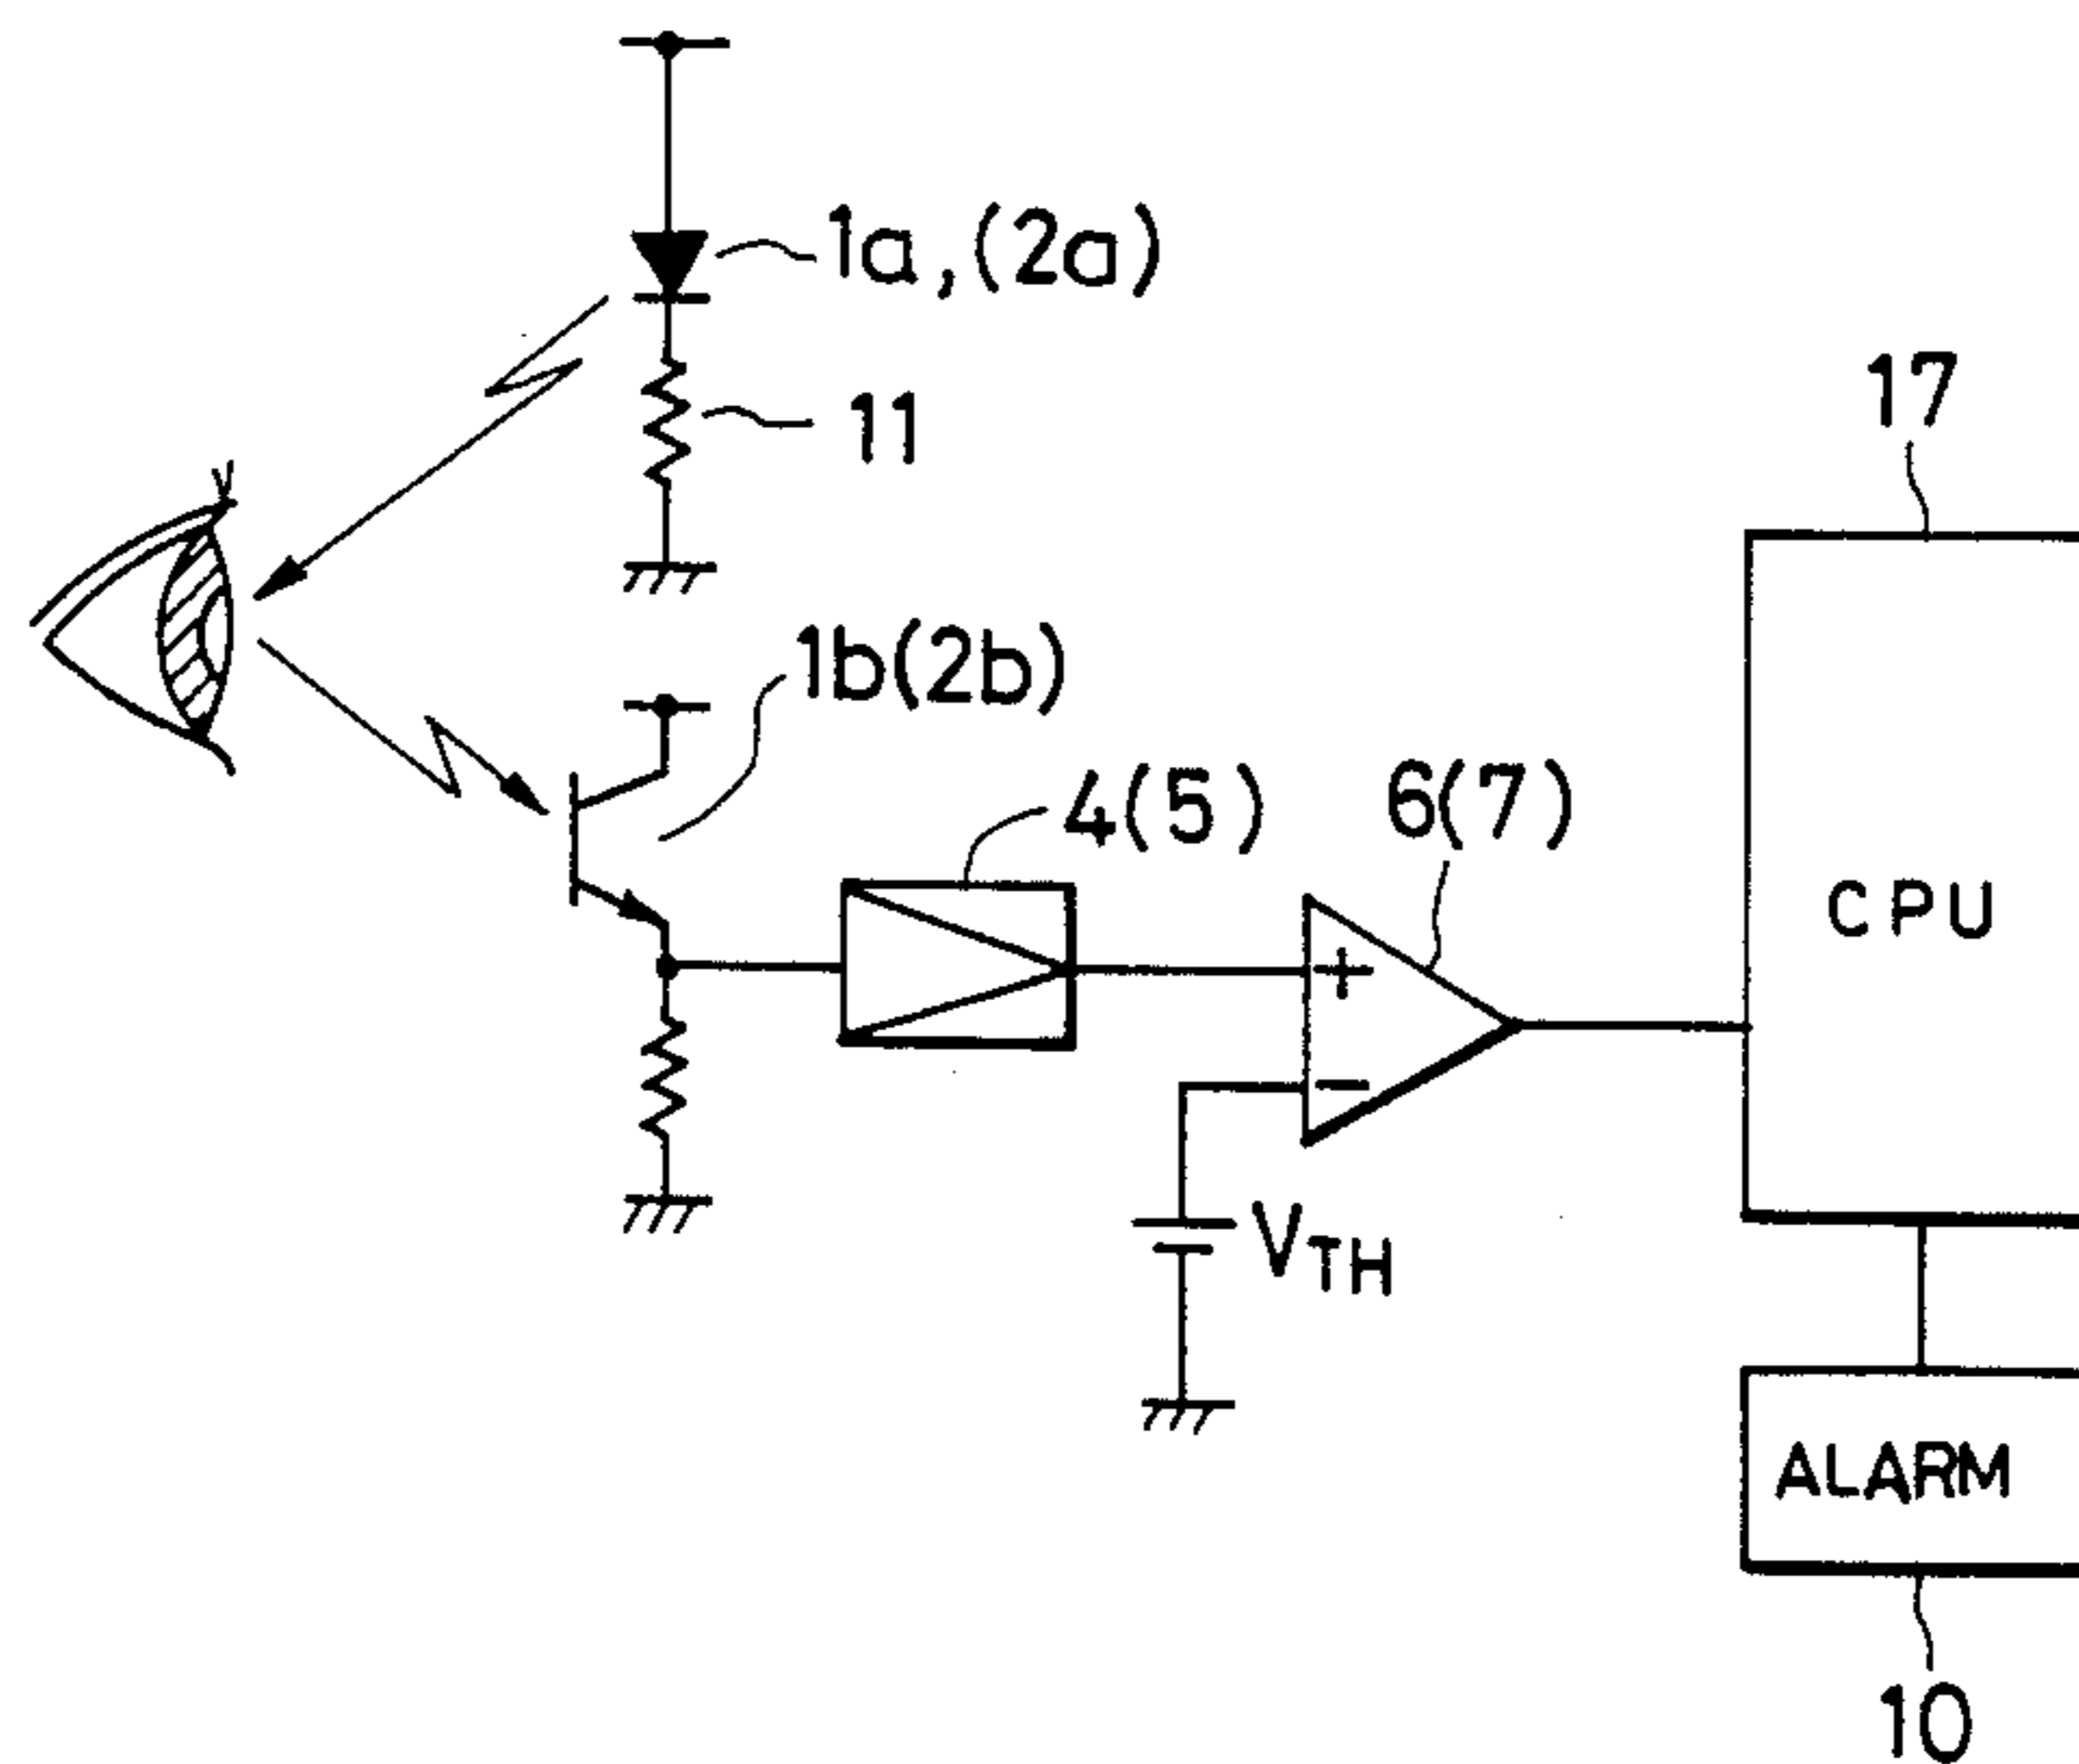 1a,(2a)
11
17
1b(2b)
4(5)
6(7)
CPU
+
−
VTH
ALARM
10